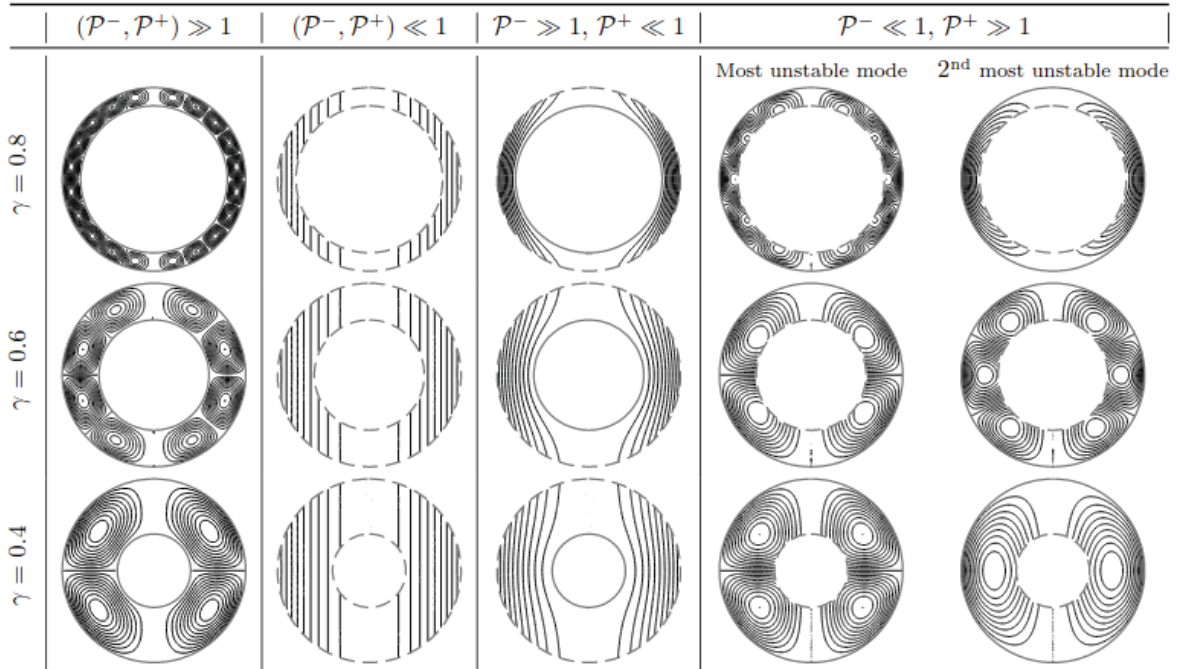 (𝒫⁻, 𝒫⁺) ≫ 1 (𝒫⁻, 𝒫⁺) ≪ 1 𝒫⁻ ≫ 1, 𝒫⁺ ≪ 1 𝒫⁻ ≪ 1, 𝒫⁺ ≫ 1
Most unstable mode 2nd most unstable mode
γ = 0.8
γ = 0.6
γ = 0.4